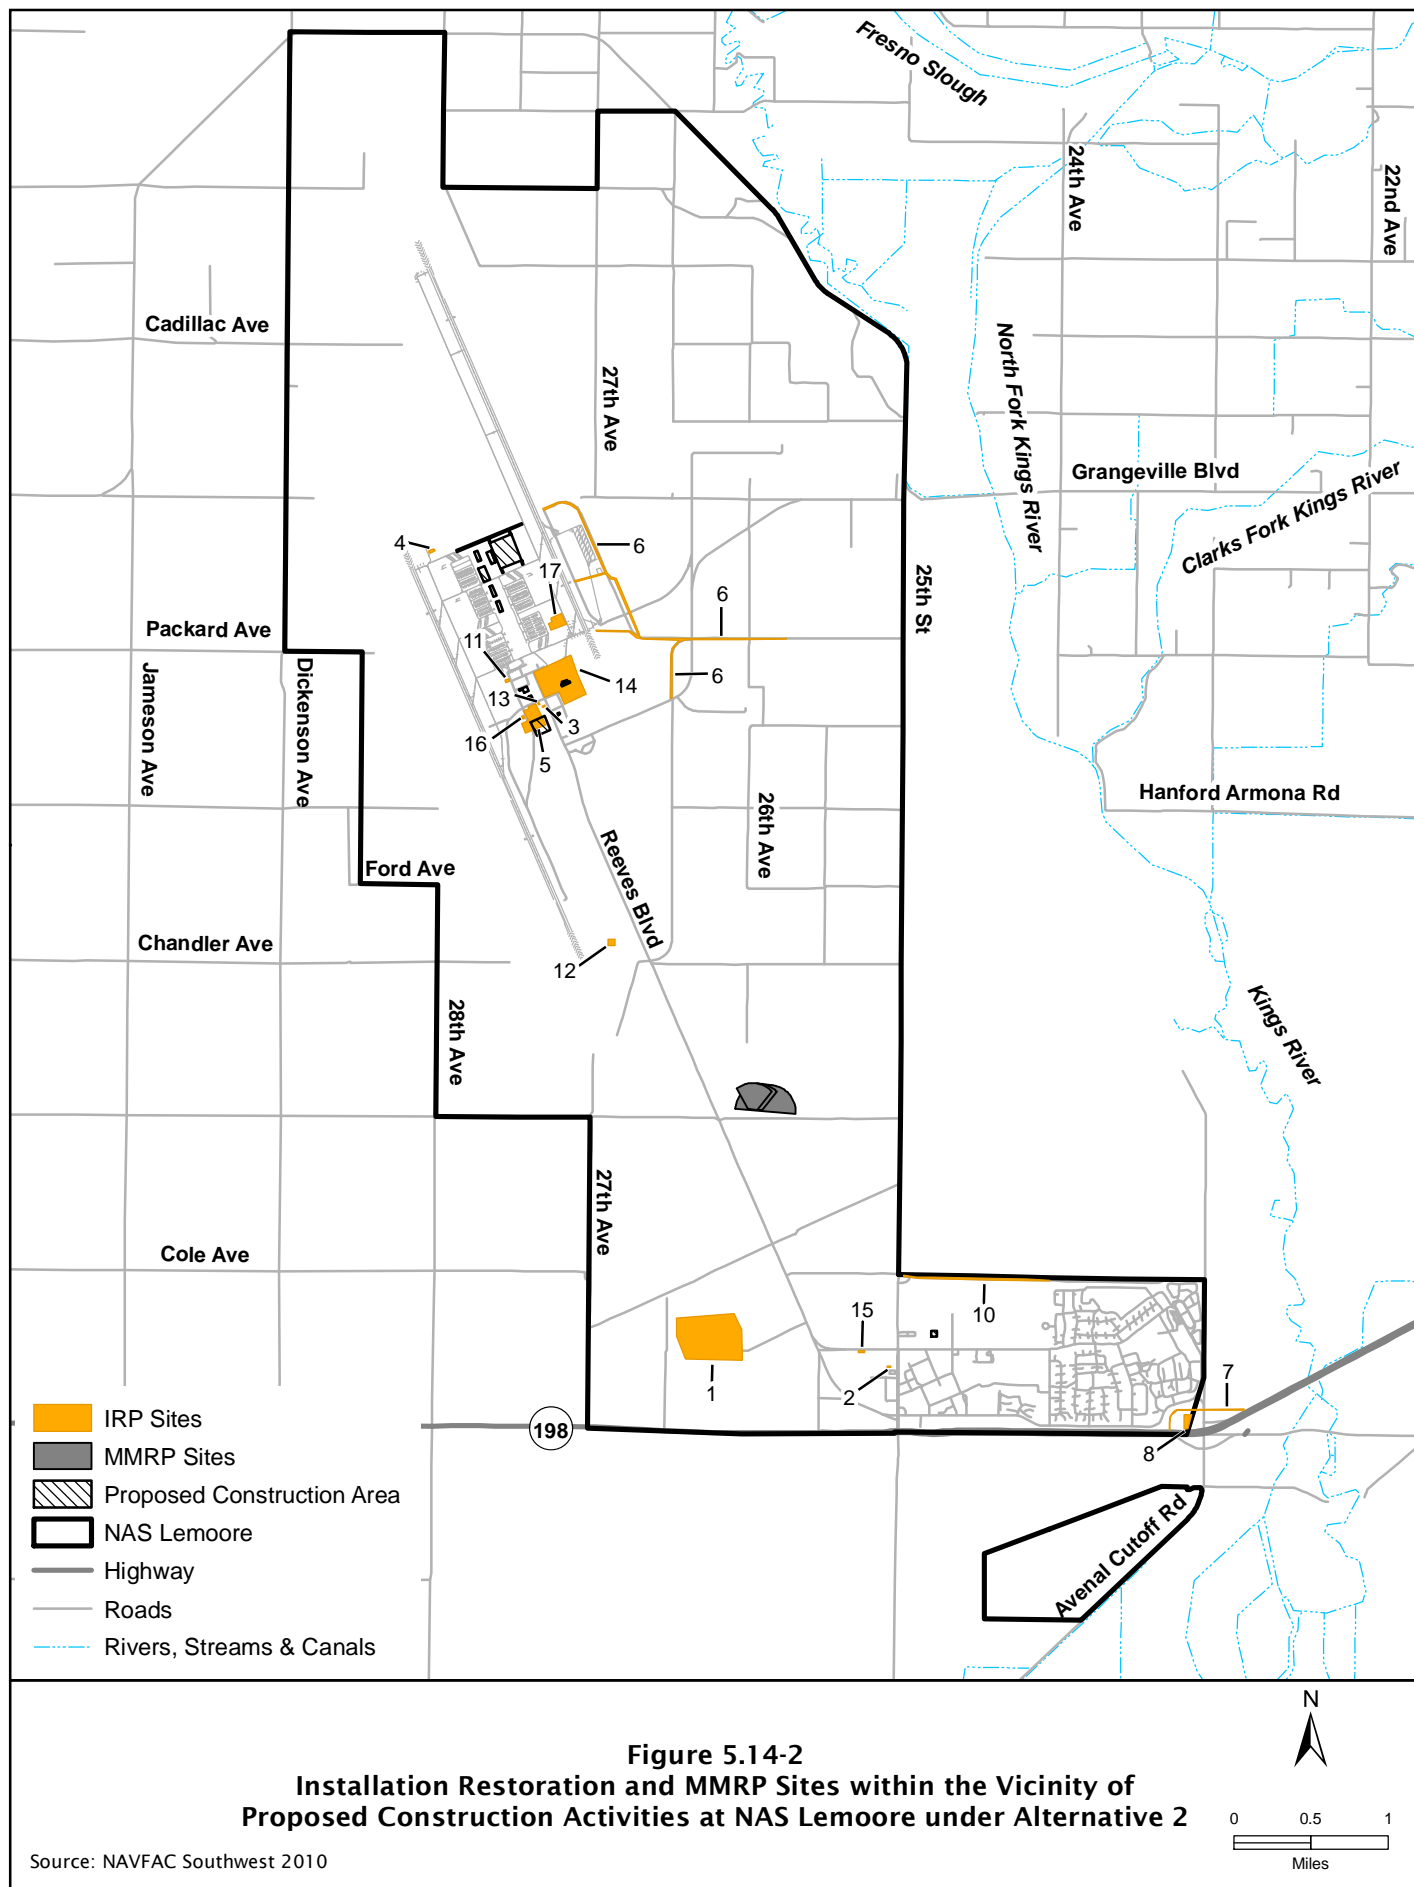 Fresno Slough
24th Ave
22nd Ave
Cadillac Ave
27th Ave
North Fork Kings River
Grangeville Blvd
Clarks Fork Kings River
4
6
17
25th St
6
Packard Ave
11
Jameson Ave
Dickenson Ave
14
6
13
3
16
5
Hanford Armona Rd
26th Ave
Reeves Blvd
Ford Ave
Chandler Ave
12
28th Ave
Kings River
27th Ave
Cole Ave
10
15
7
1
2
198
8
Avenal Cutoff Rd
IRP Sites
MMRP Sites
Proposed Construction Area
NAS Lemoore
Highway
Roads
Rivers, Streams & Canals
N
Figure 5.14-2
Installation Restoration and MMRP Sites within the Vicinity of
Proposed Construction Activities at NAS Lemoore under Alternative 2
0 0.5 1
Miles
Source: NAVFAC Southwest 2010